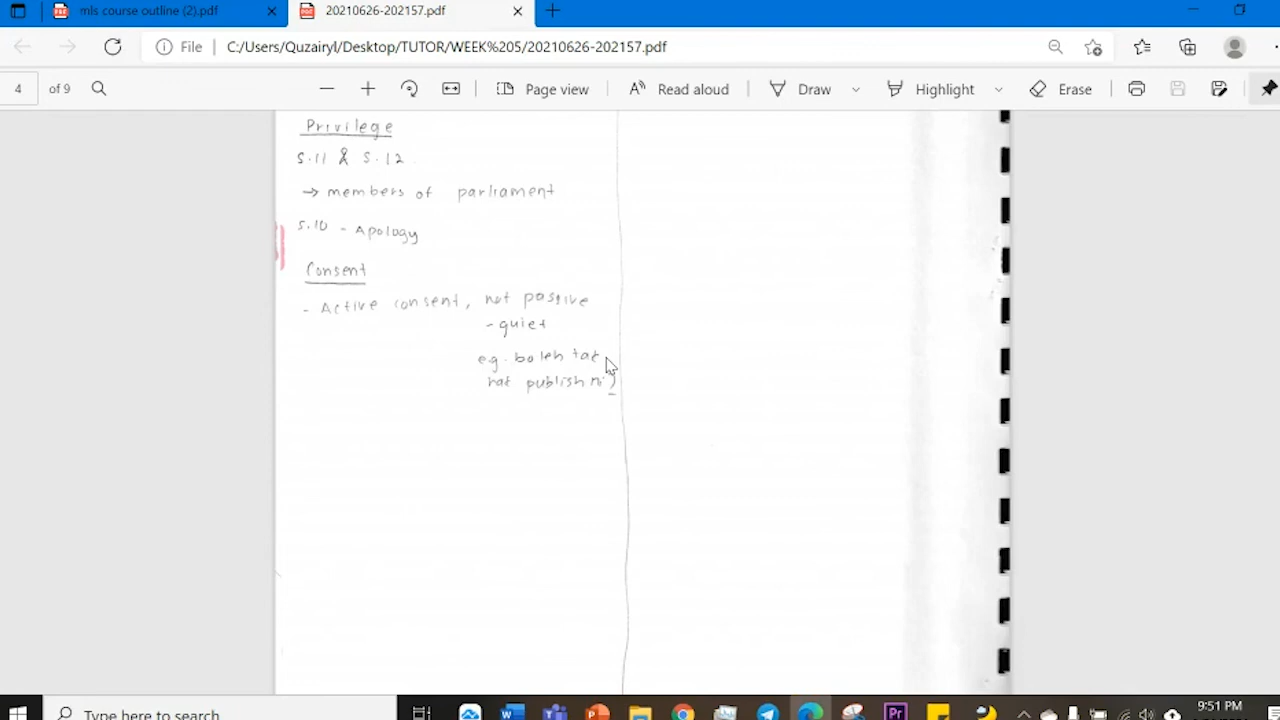 mls course outline (2).pdf
20210626-202157.pdf
File
C:/Users/Quzairyl/Desktop/TUTOR/WEEK%205/20210626-202157.pdf
4 of 9
Page view
Read aloud
Draw
Highlight
Erase
Privilege
S.11 & S.12
→ members of parliament
S.10 - Apology
Consent
- Active consent, not passive
- quiet
e.g. boleh tak
nak publish ni?
Type here to search
9:51 PM